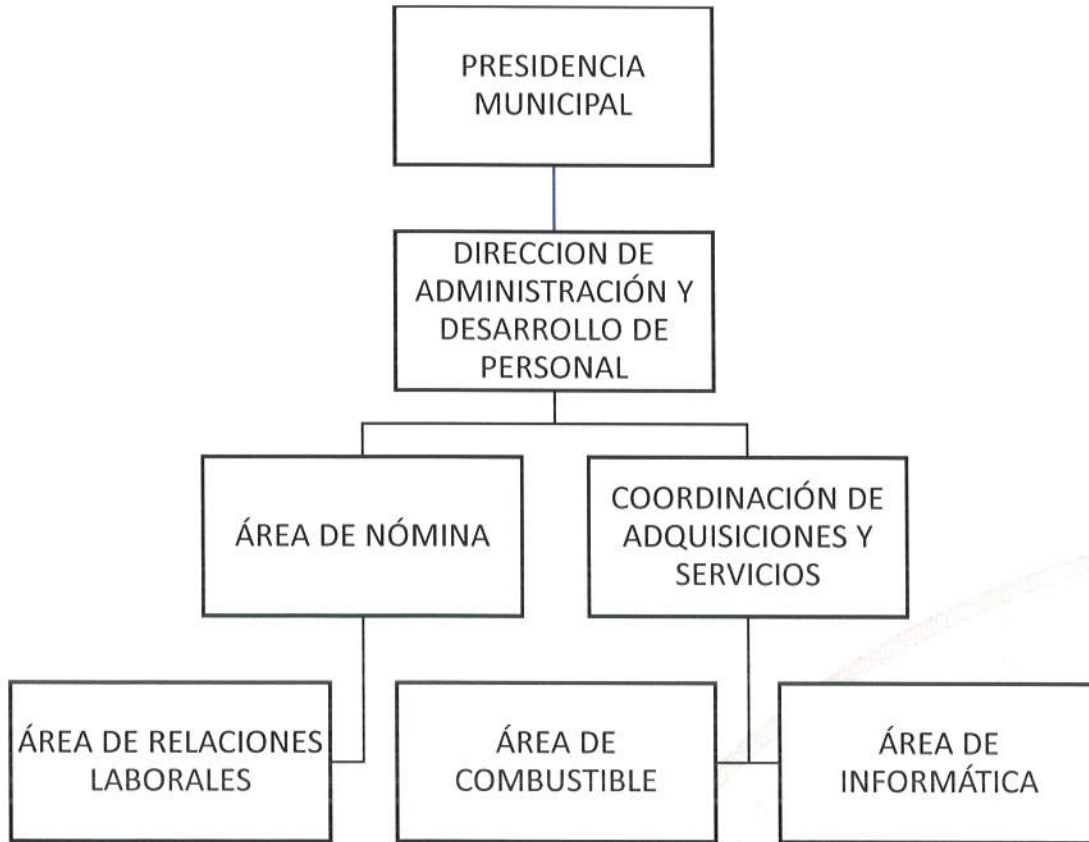 PRESIDENCIA
MUNICIPAL
DIRECCION DE
ADMINISTRACIÓN Y
DESARROLLO DE
PERSONAL
ÁREA DE NÓMINA
COORDINACIÓN DE
ADQUISICIONES Y
SERVICIOS
ÁREA DE RELACIONES
LABORALES
ÁREA DE
COMBUSTIBLE
ÁREA DE
INFORMÁTICA